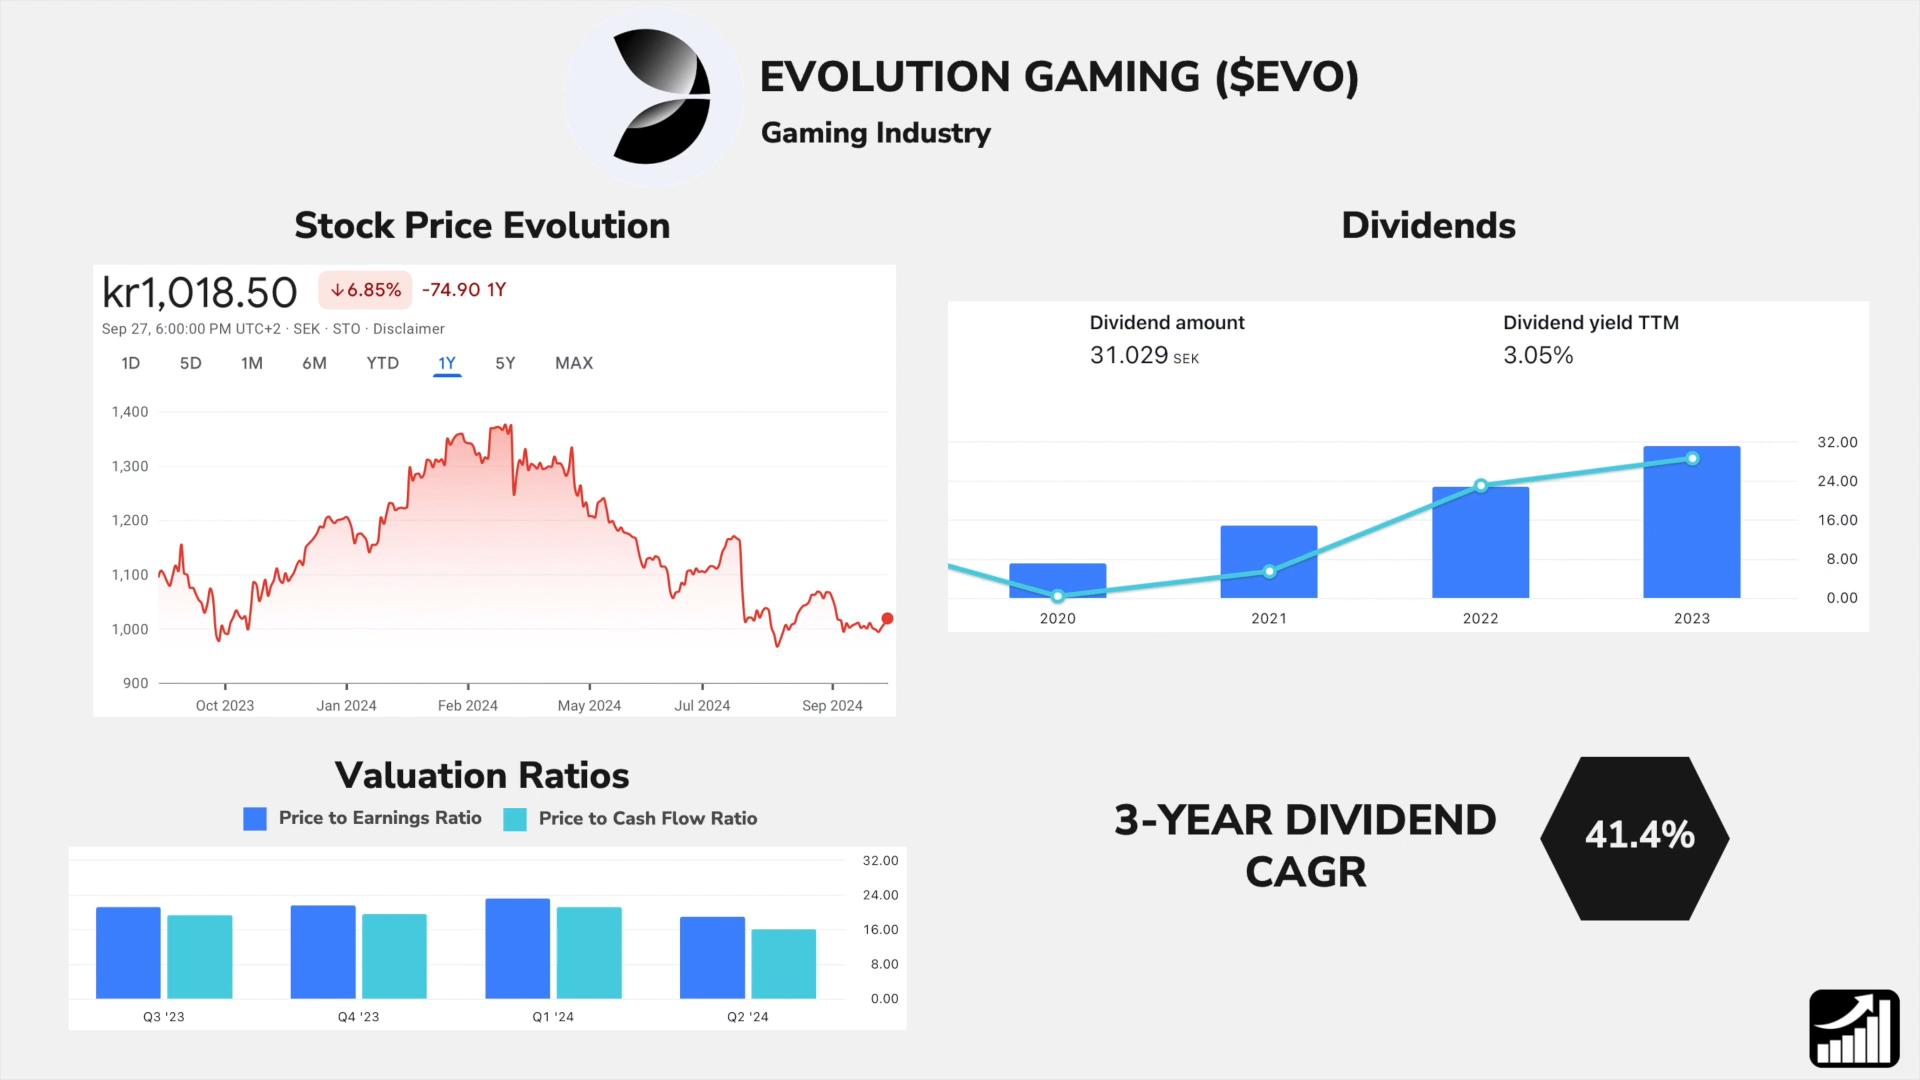 EVOLUTION GAMING ($EVO)
Gaming Industry
Stock Price Evolution
kr1,018.50 ↓6.85% -74.90 1Y
Sep 27, 6:00:00 PM UTC+2 · SEK · STO · Disclaimer
1D 5D 1M 6M YTD 1Y 5Y MAX
1,400
1,300
1,200
1,100
1,000
900
Oct 2023 Jan 2024 Feb 2024 May 2024 Jul 2024 Sep 2024
Dividends
Dividend amount Dividend yield TTM
31.029 SEK 3.05%
32.00
24.00
16.00
8.00
0.00
2020 2021 2022 2023
Valuation Ratios
Price to Earnings Ratio Price to Cash Flow Ratio
32.00
24.00
16.00
8.00
0.00
Q3 '23 Q4 '23 Q1 '24 Q2 '24
3-YEAR DIVIDEND
CAGR
41.4%